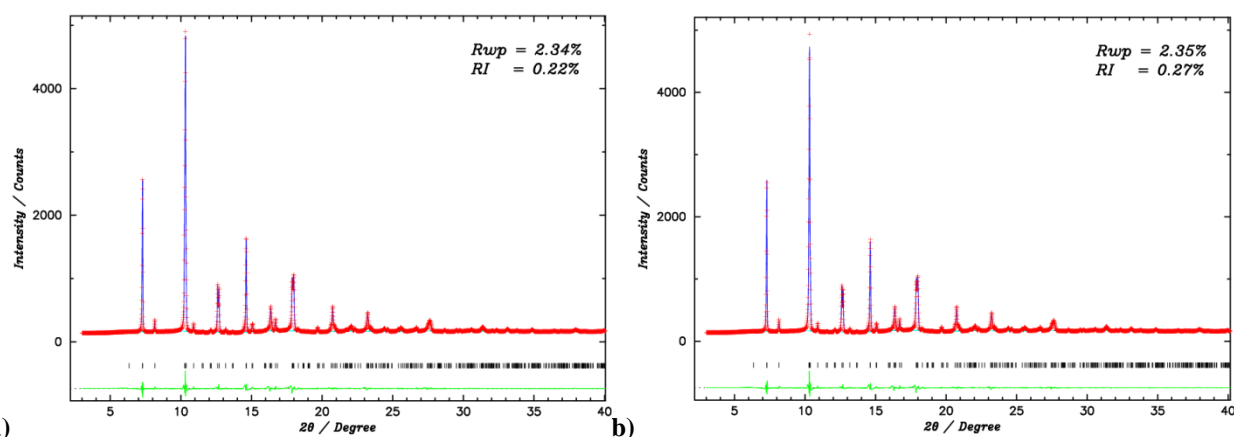 Rwp = 2.34%
RI = 0.22%
4000
2000
0
Intensity / Counts
5 10 15 20 25 30 35 40
2θ / Degree
)
Rwp = 2.35%
RI = 0.27%
4000
2000
0
Intensity / Counts
5 10 15 20 25 30 35 40
2θ / Degree
b)